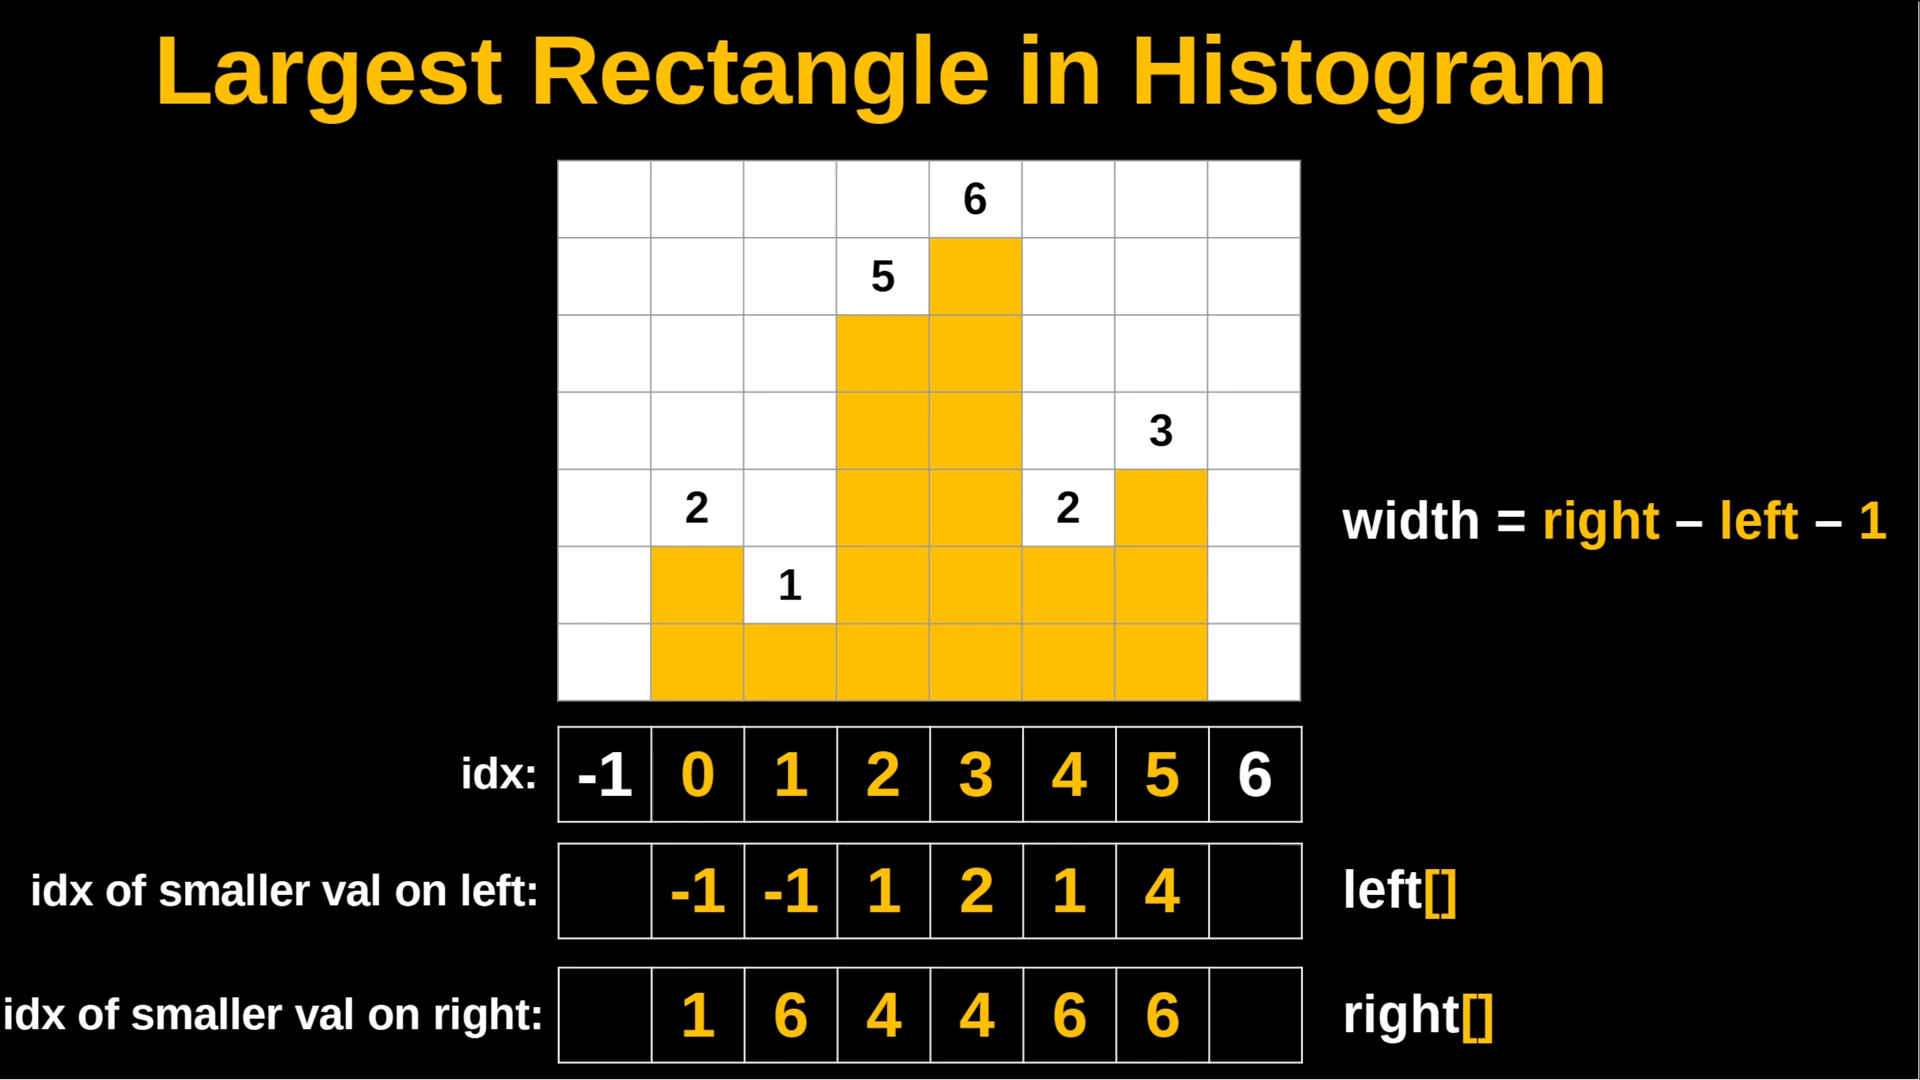 Largest Rectangle in Histogram
6
5
3
2 2
1
width = right – left – 1
idx: -1 0 1 2 3 4 5 6
idx of smaller val on left: -1 -1 1 2 1 4 left[]
idx of smaller val on right: 1 6 4 4 6 6 right[]